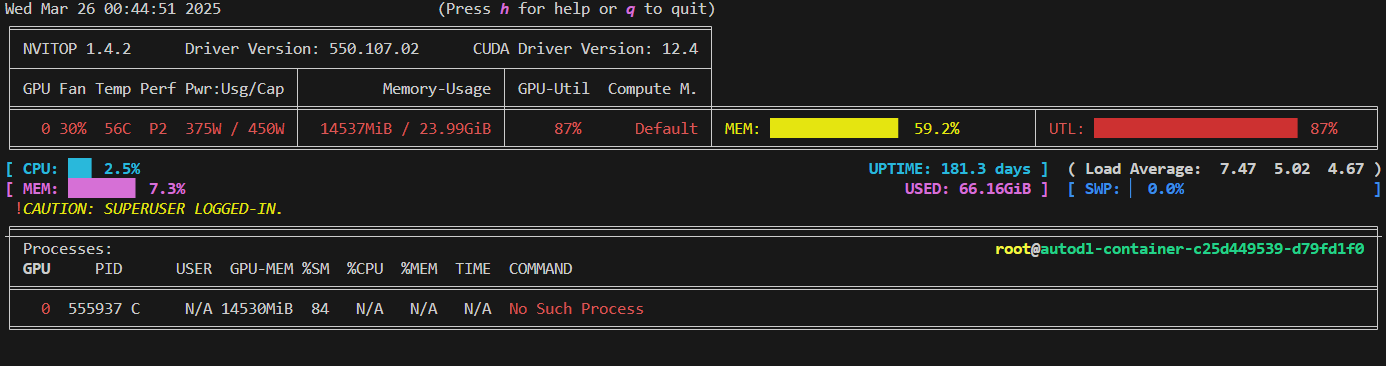 Wed Mar 26 00:44:51 2025 (Press h for help or q to quit)
NVITOP 1.4.2 Driver Version: 550.107.02 CUDA Driver Version: 12.4
GPU Fan Temp Perf Pwr:Usg/Cap Memory-Usage GPU-Util Compute M.
0 30% 56C P2 375W / 450W 14537MiB / 23.99GiB 87% Default MEM: 59.2% UTL: 87%
[ CPU: 2.5% UPTIME: 181.3 days ] ( Load Average: 7.47 5.02 4.67 )
[ MEM: 7.3% USED: 66.16GiB ] [ SWP: 0.0% ]
!CAUTION: SUPERUSER LOGGED-IN.
Processes: root@autodl-container-c25d449539-d79fd1f0
GPU PID USER GPU-MEM %SM %CPU %MEM TIME COMMAND
0 555937 C N/A 14530MiB 84 N/A N/A N/A No Such Process